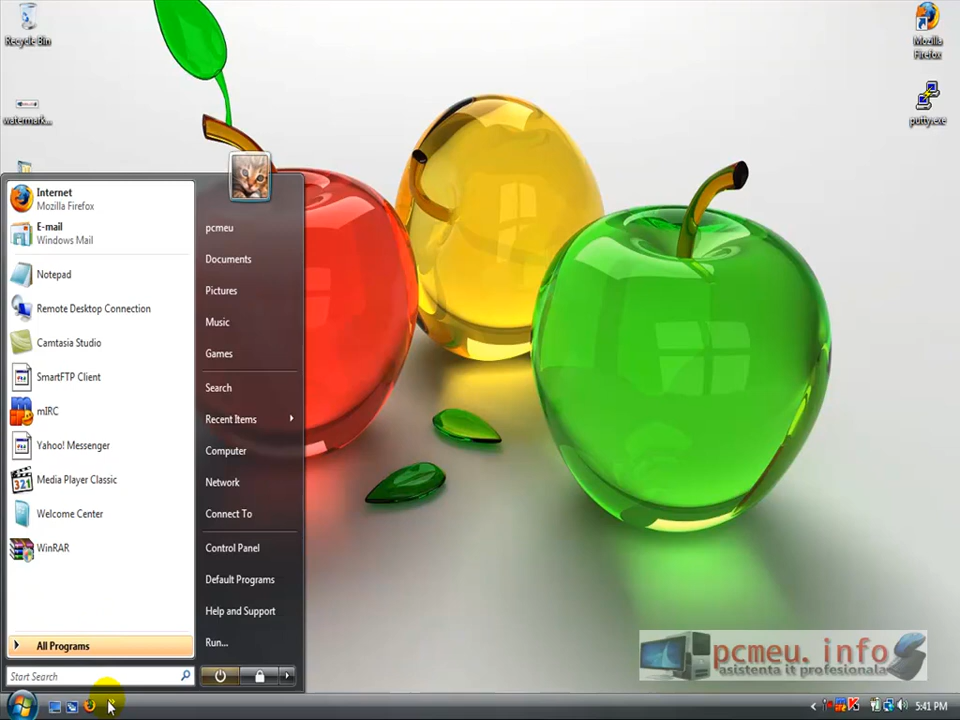 Recycle Bin
watermark...
Mozilla
Firefox
putty.exe
Internet
Mozilla Firefox
E-mail
Windows Mail
Notepad
Remote Desktop Connection
Camtasia Studio
SmartFTP Client
mIRC
Yahoo! Messenger
Media Player Classic
321
Welcome Center
WinRAR
All Programs
Start Search
pcmeu
Documents
Pictures
Music
Games
Search
Recent Items
Computer
Network
Connect To
Control Panel
Default Programs
Help and Support
Run...
pcmeu.info
asistenta it profesionala
5:41 PM